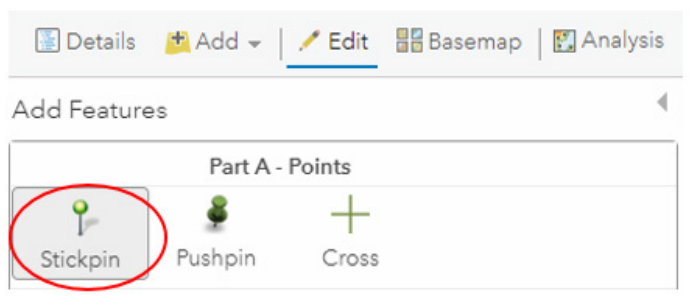 Details Add Edit Basemap Analysis
Add Features
Part A - Points
Stickpin Pushpin Cross